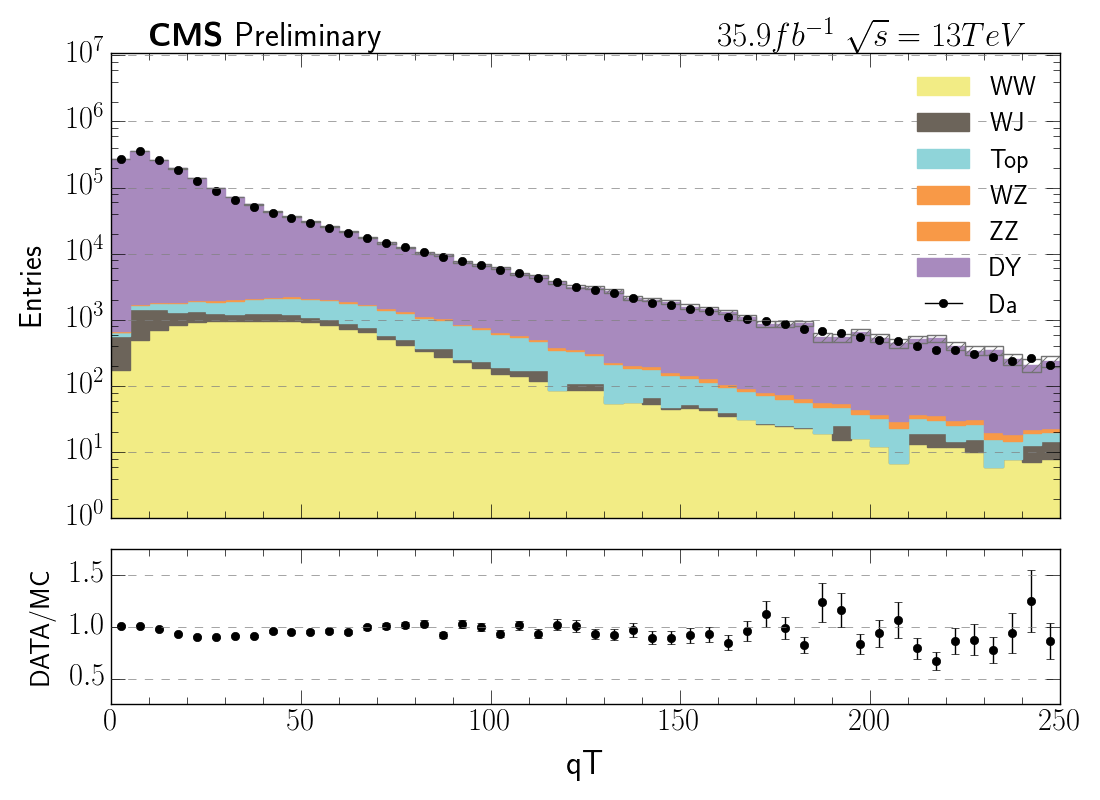 CMS Preliminary
35.9fb⁻¹ √s = 13TeV
10⁷
10⁶
10⁵
10⁴
10³
10²
10¹
10⁰
Entries
WW
WJ
Top
WZ
ZZ
DY
Da
1.5
1.0
0.5
DATA/MC
0 50 100 150 200 250
qT